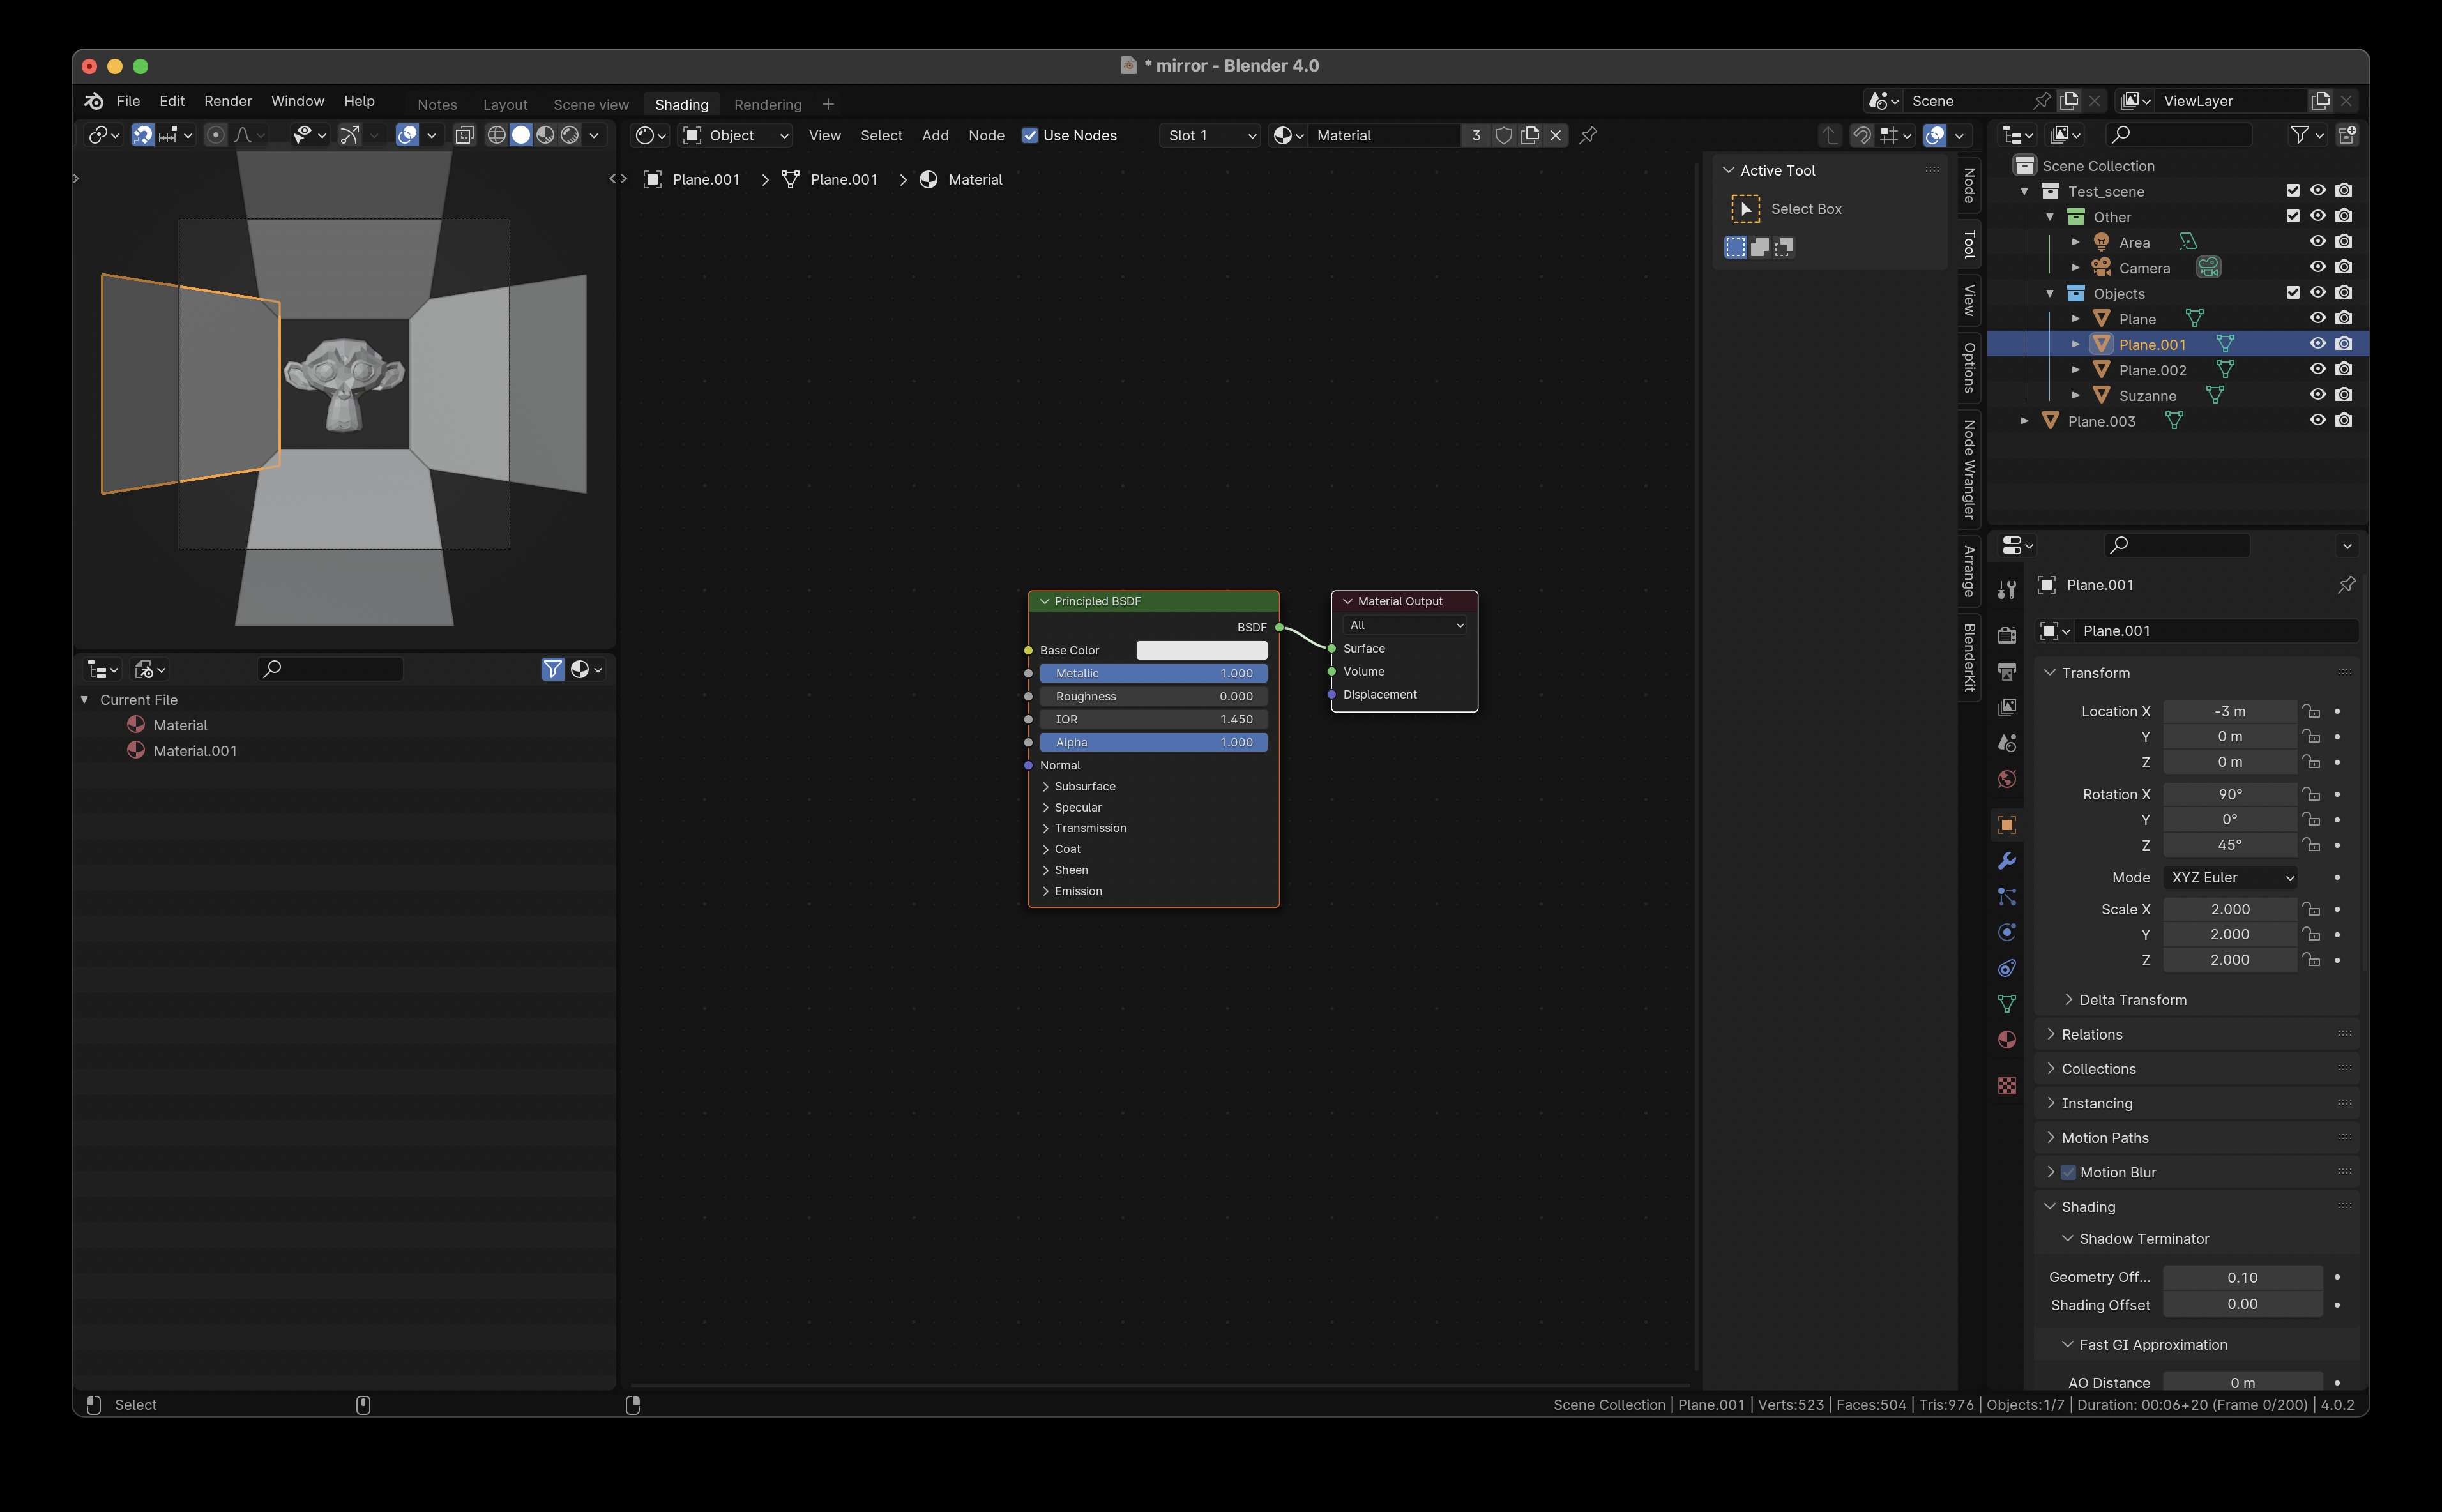 * mirror - Blender 4.0
File Edit Render Window Help Notes Layout Scene view Shading Rendering + Scene ViewLayer
Object View Select Add Node Use Nodes Slot 1 Material 3
Plane.001 > Plane.001 > Material
Active Tool
Select Box
Node
Tool
View
Options
Node Wrangler
Arrange
BlenderKit
Principled BSDF
BSDF
Base Color
Metallic 1.000
Roughness 0.000
IOR 1.450
Alpha 1.000
Normal
Subsurface
Specular
Transmission
Coat
Sheen
Emission
Material Output
All
Surface
Volume
Displacement
Current File
Material
Material.001
Scene Collection
Test_scene
Other
Area
Camera
Objects
Plane
Plane.001
Plane.002
Suzanne
Plane.003
Plane.001
Plane.001
Transform
Location X -3 m
Y 0 m
Z 0 m
Rotation X 90°
Y 0°
Z 45°
Mode XYZ Euler
Scale X 2.000
Y 2.000
Z 2.000
Delta Transform
Relations
Collections
Instancing
Motion Paths
Motion Blur
Shading
Shadow Terminator
Geometry Off... 0.10
Shading Offset 0.00
Fast GI Approximation
AO Distance 0 m
Select
Scene Collection | Plane.001 | Verts:523 | Faces:504 | Tris:976 | Objects:1/7 | Duration: 00:06+20 (Frame 0/200) | 4.0.2